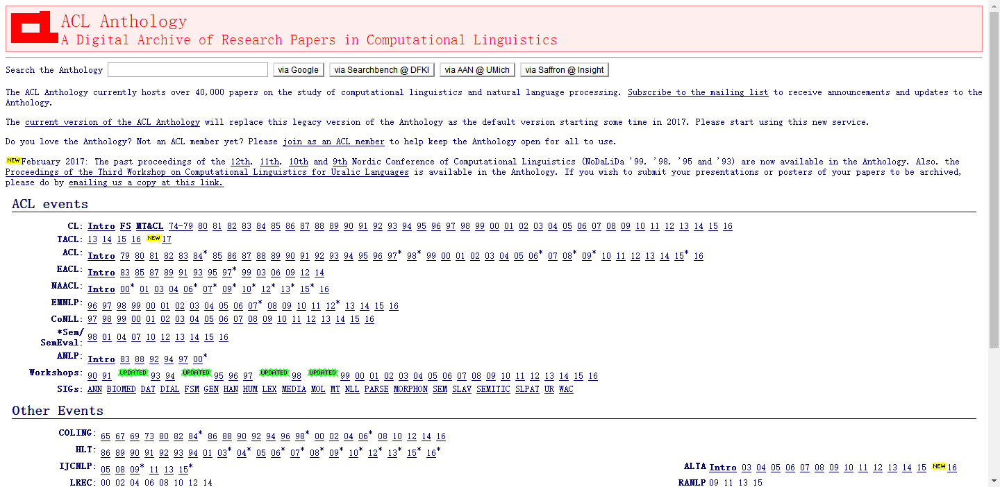 ACL Anthology
A Digital Archive of Research Papers in Computational Linguistics
Search the Anthology via Google via Searchbench @ DFKI via AAN @ UMich via Saffron @ Insight
The ACL Anthology currently hosts over 40,000 papers on the study of computational linguistics and natural language processing. Subscribe to the mailing list to receive announcements and updates to the
Anthology.
The current version of the ACL Anthology will replace this legacy version of the Anthology as the default version starting some time in 2017. Please start using this new service.
Do you love the Anthology? Not an ACL member yet? Please join as an ACL member to help keep the Anthology open for all to use.
NEW February 2017: The past proceedings of the 12th, 11th, 10th and 9th Nordic Conference of Computational Linguistics (NoDaLiDa '99, '98, '95 and '93) are now available in the Anthology. Also, the
Proceedings of the Third Workshop on Computational Linguistics for Uralic Languages is available in the Anthology. If you wish to submit your presentations or posters of your papers to be archived,
please do by emailing us a copy at this link.
ACL events
CL: Intro FS MT&CL 74-79 80 81 82 83 84 85 86 87 88 89 90 91 92 93 94 95 96 97 98 99 00 01 02 03 04 05 06 07 08 09 10 11 12 13 14 15 16
TACL: 13 14 15 16 NEW 17
ACL: Intro 79 80 81 82 83 84* 85 86 87 88 89 90 91 92 93 94 95 96 97* 98* 99 00 01 02 03 04 05 06* 07 08* 09* 10 11 12 13 14 15* 16
EACL: Intro 83 85 87 89 91 93 95 97* 99 03 06 09 12 14
NAACL: Intro 00* 01 03 04 06* 07* 09* 10* 12* 13* 15* 16
EMNLP: 96 97 98 99 00 01 02 03 04 05 06 07* 08 09 10 11 12* 13 14 15 16
CoNLL: 97 98 99 00 01 02 03 04 05 06 07 08 09 10 11 12 13 14 15 16
*Sem/
SemEval: 98 01 04 07 10 12 13 14 15 16
ANLP: Intro 83 88 92 94 97 00*
Workshops: 90 91 UPDATED 93 94 UPDATED 95 96 97 UPDATED 98 UPDATED 99 00 01 02 03 04 05 06 07 08 09 10 11 12 13 14 15 16
SIGs: ANN BIOMED DAT DIAL FSM GEN HAN HUM LEX MEDIA MOL MT NLL PARSE MORPHON SEM SLAV SEMITIC SLPAT UR WAC
Other Events
COLING: 65 67 69 73 80 82 84* 86 88 90 92 94 96 98* 00 02 04 06* 08 10 12 14 16
HLT: 86 89 90 91 92 93 94 01 03* 04* 05 06* 07* 08* 09* 10* 12* 13* 15* 16*
IJCNLP: 05 08 09* 11 13 15* ALTA Intro 03 04 05 06 07 08 09 10 11 12 13 14 15 NEW 16
LREC: 00 02 04 06 08 10 12 14 RANLP 09 11 13 15